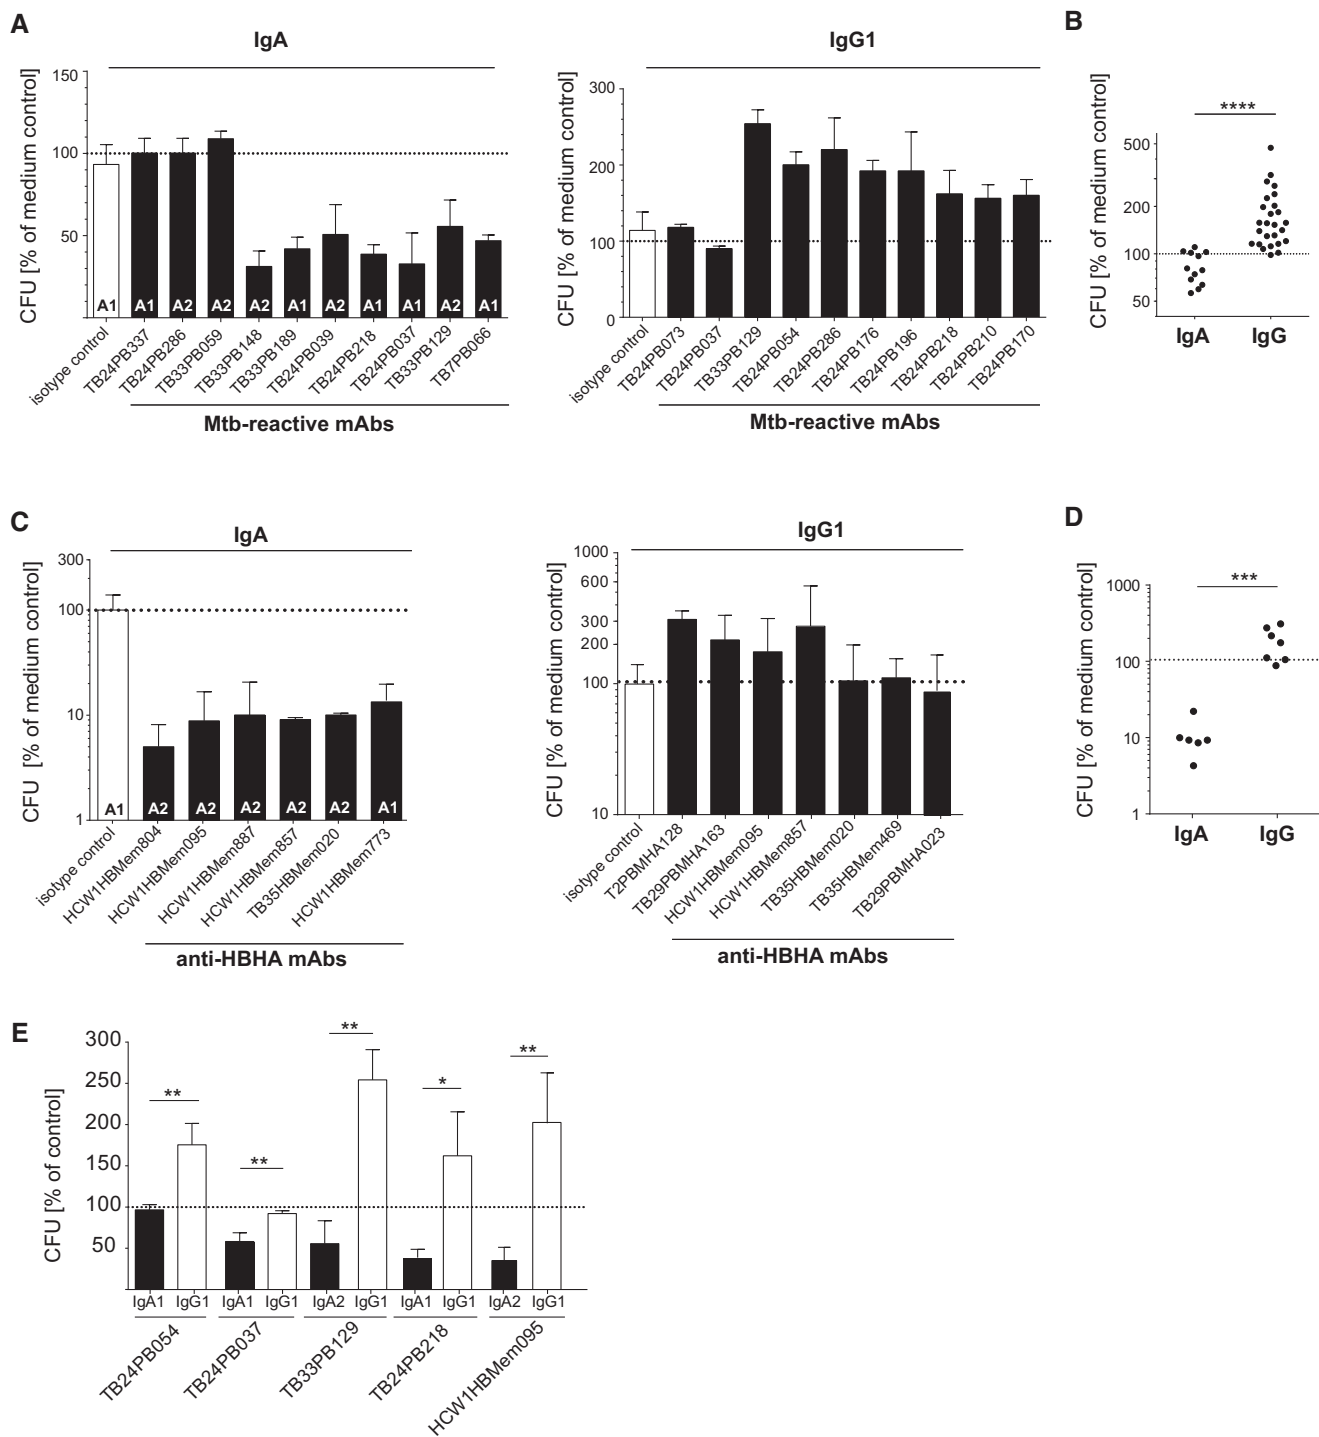 A
IgA
CFU [% of medium control]
150
100
50
A1 A1 A2 A2 A2 A1 A2 A1 A1 A2 A1
isotype control
TB24PB337
TB24PB286
TB33PB059
TB33PB148
TB33PB189
TB24PB039
TB24PB218
TB24PB037
TB33PB129
TB7PB066
Mtb-reactive mAbs
IgG1
CFU [% of medium control]
300
200
100
0
isotype control
TB24PB073
TB24PB037
TB33PB129
TB24PB054
TB24PB286
TB24PB176
TB24PB196
TB24PB218
TB24PB210
TB24PB170
Mtb-reactive mAbs
B
****
CFU [% of medium control]
500
200
100
50
IgA IgG
C
IgA
CFU [% of medium control]
300
100
10
1
A1 A2 A2 A2 A2 A2 A1
isotype control
HCW1HBMem804
HCW1HBMem095
HCW1HBMem887
HCW1HBMem857
TB35HBMem020
HCW1HBMem773
anti-HBHA mAbs
IgG1
CFU [% of medium control]
1000
600
300
200
100
10
isotype control
T2PBMHA128
TB29PBMHA163
HCW1HBMem095
HCW1HBMem857
TB35HBMem020
TB35HBMem469
TB29PBMHA023
anti-HBHA mAbs
D
***
CFU [% of medium control]
1000
100
10
1
IgA IgG
E
CFU [% of control]
300
250
200
150
100
50
** ** ** * **
IgA1 IgG1 IgA1 IgG1 IgA2 IgG1 IgA1 IgG1 IgA2 IgG1
TB24PB054
TB24PB037
TB33PB129
TB24PB218
HCW1HBMem095